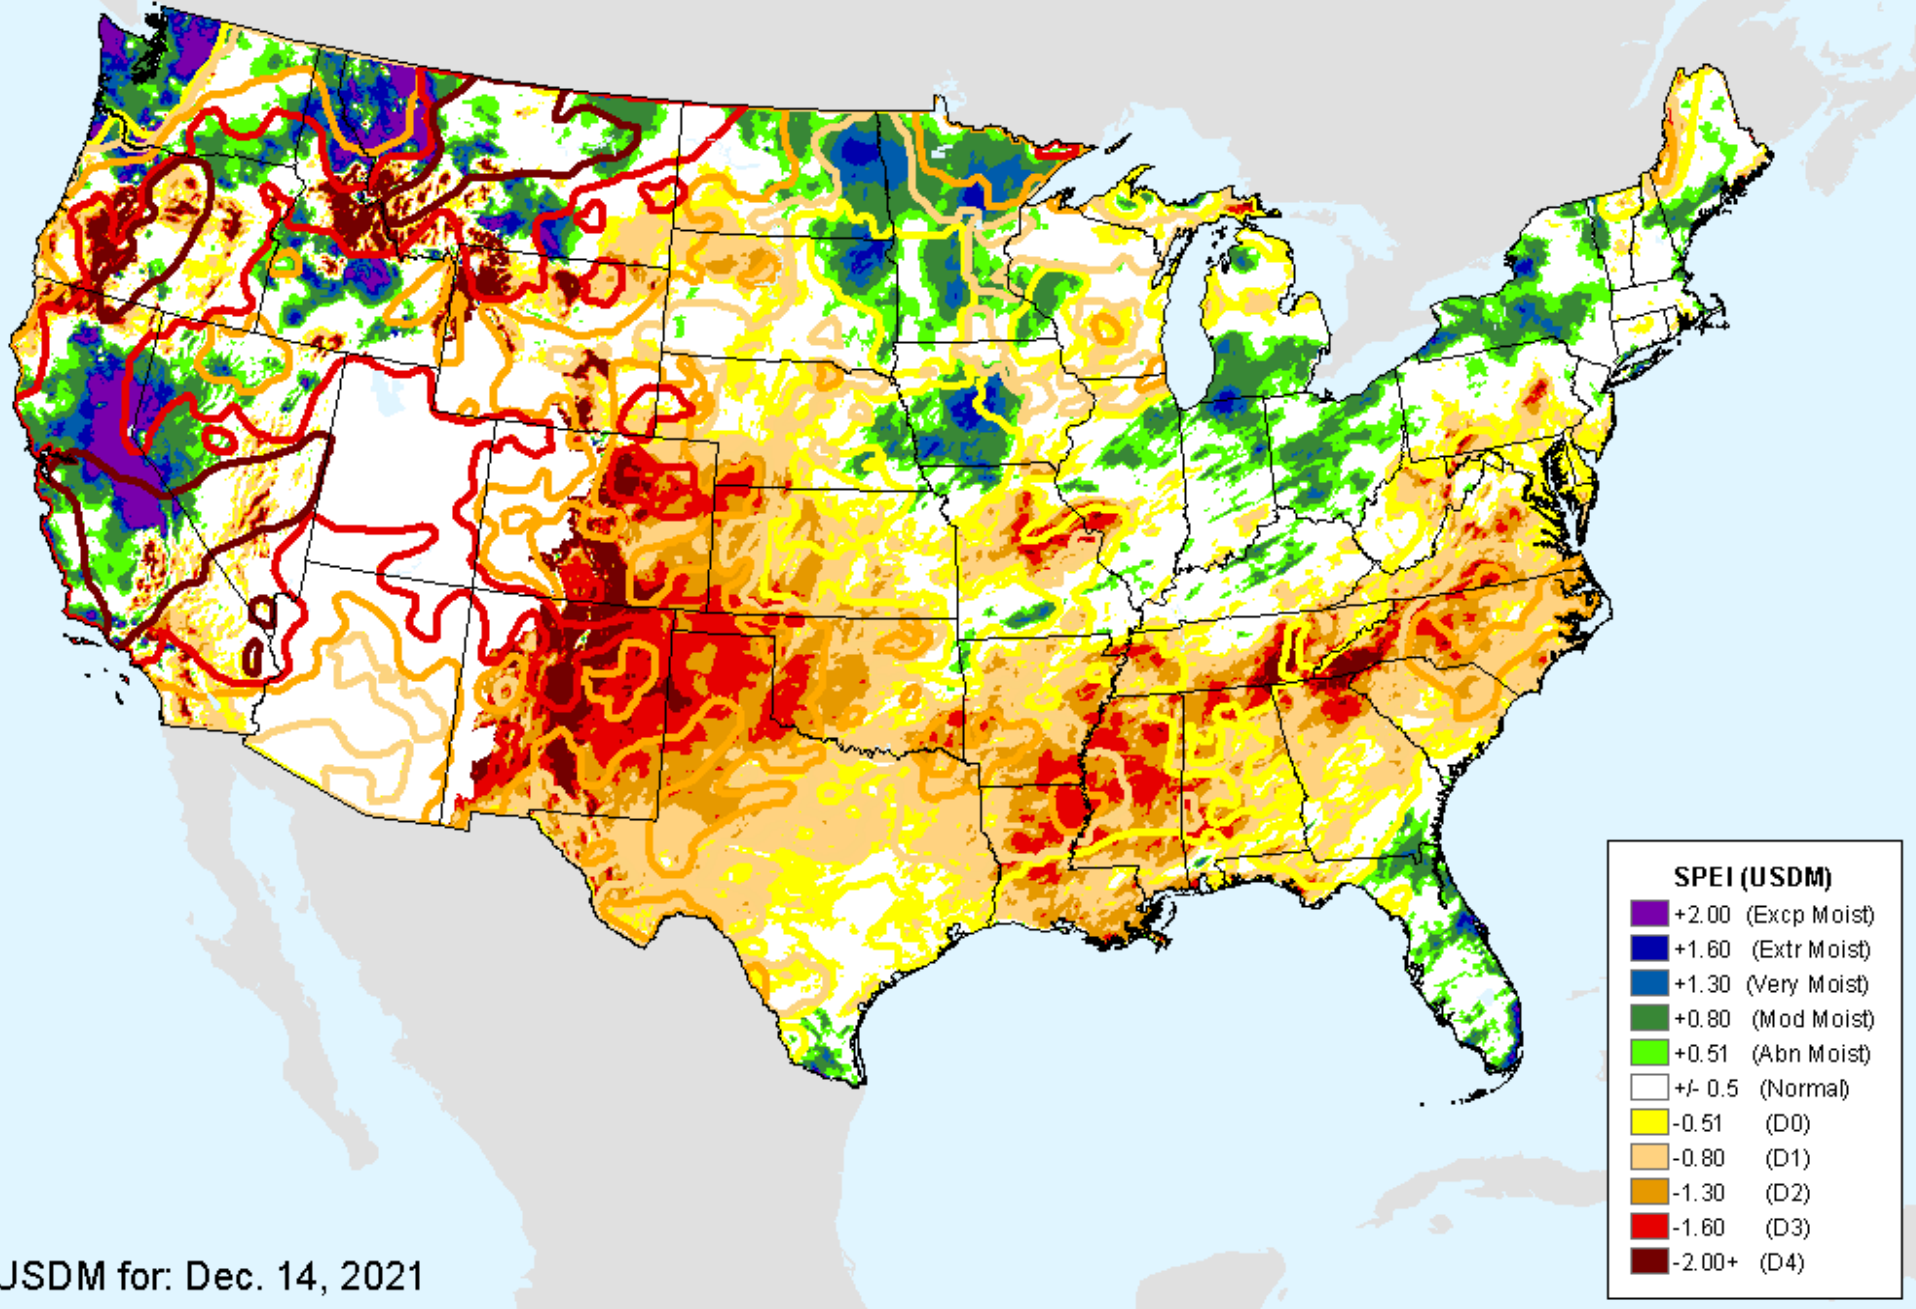 SPEI (USDM)
+2.00 (Excp Moist)
+1.60 (Extr Moist)
+1.30 (Very Moist)
+0.80 (Mod Moist)
+0.51 (Abn Moist)
+/- 0.5 (Normal)
-0.51 (D0)
-0.80 (D1)
-1.30 (D2)
-1.60 (D3)
-2.00+ (D4)
USDM for: Dec. 14, 2021